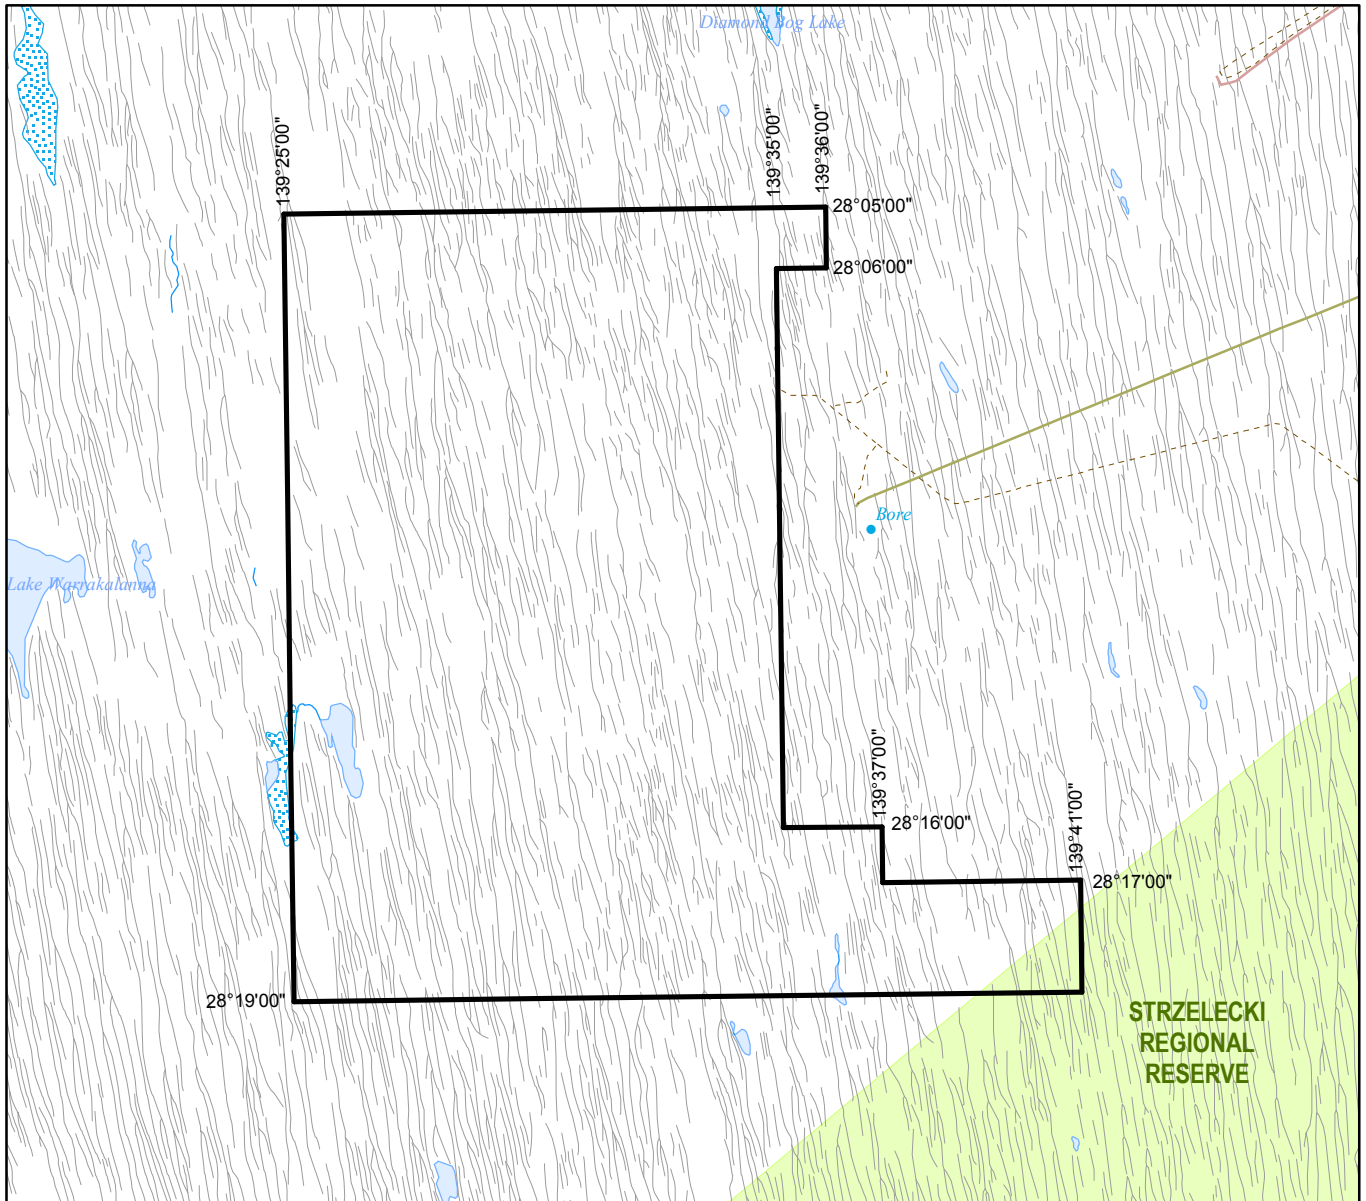 Diamond Bog Lake
139°25'00"
139°35'00"
139°36'00"
28°05'00"
28°06'00"
Bore
Lake Warrakalanna
139°37'00"
28°16'00"
139°41'00"
28°17'00"
28°19'00"
STRZELECKI
REGIONAL
RESERVE